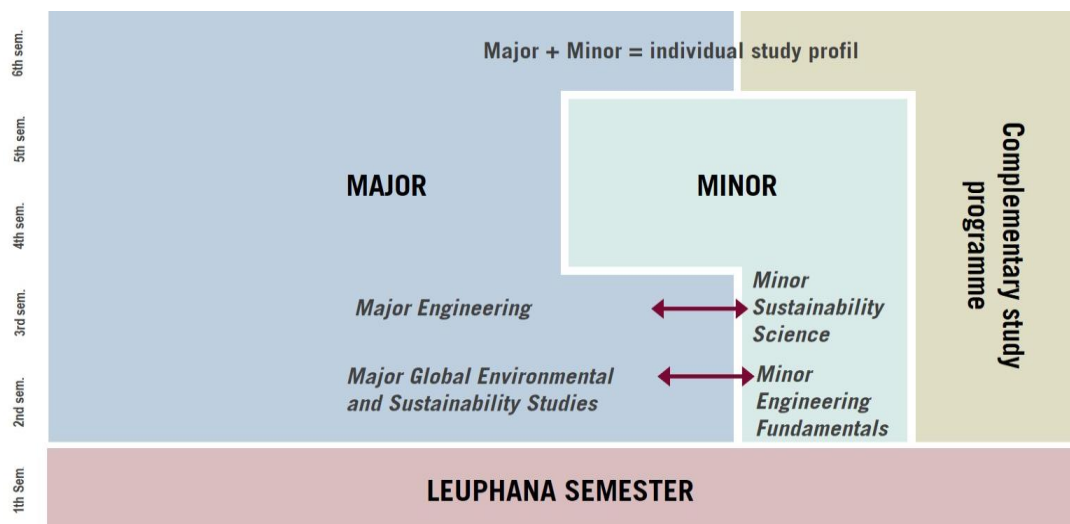 6th sem.
Major + Minor = individual study profil
5th sem.
MAJOR
MINOR
Complementary study
programme
4th sem.
3rd sem.
Major Engineering
Minor
Sustainability
Science
2nd sem.
Major Global Environmental
and Sustainability Studies
Minor
Engineering
Fundamentals
1th Sem
LEUPHANA SEMESTER